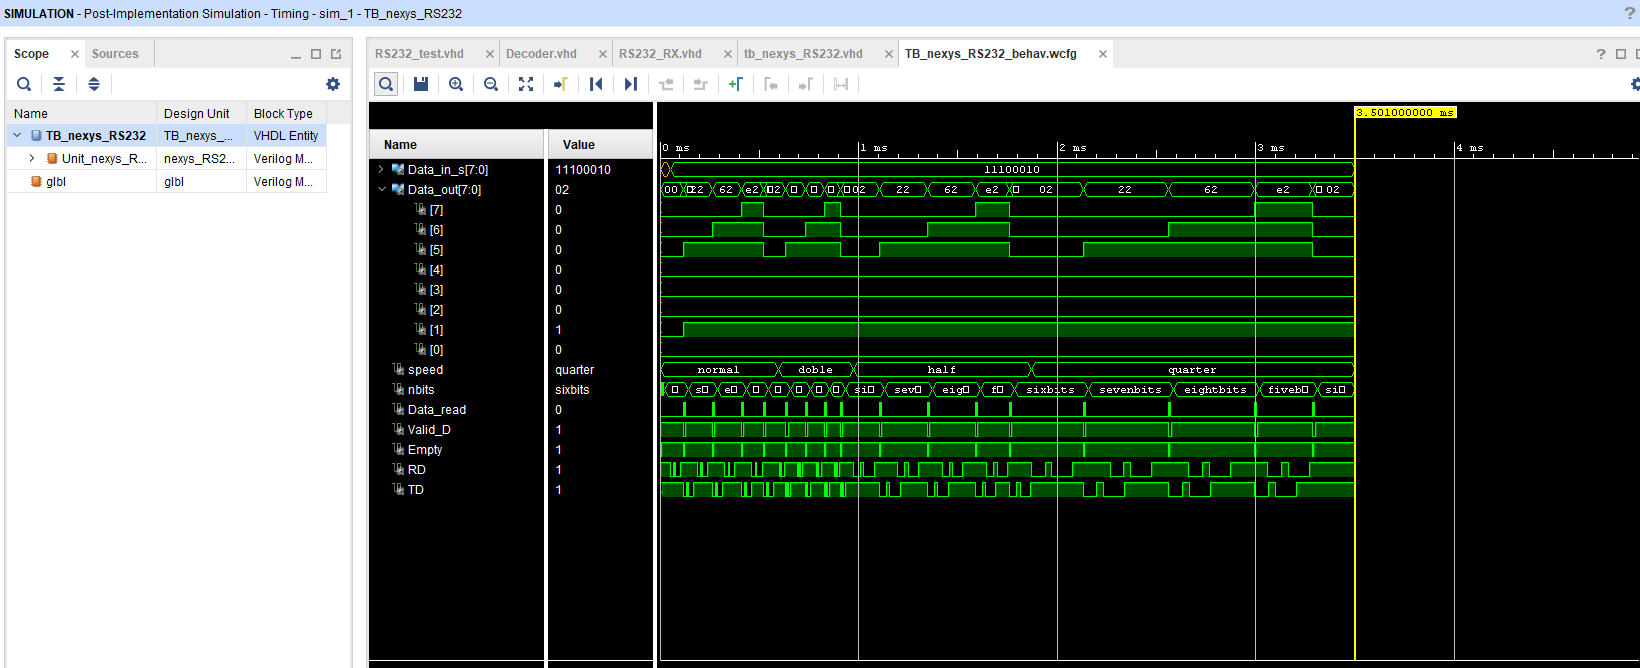 SIMULATION - Post-Implementation Simulation - Timing - sim_1 - TB_nexys_RS232 ?
Scope × Sources
Name Design Unit Block Type
TB_nexys_RS232 TB_nexys_... VHDL Entity
Unit_nexys_R... nexys_RS2... Verilog M...
glbl glbl Verilog M...
RS232_test.vhd × Decoder.vhd × RS232_RX.vhd × tb_nexys_RS232.vhd × TB_nexys_RS232_behav.wcfg × ?
3.501000000 ms
Name Value
0 ms 1 ms 2 ms 3 ms 4 ms
Data_in_s[7:0] 11100010 11100010
Data_out[7:0] 02 00 22 62 e2 02 02 22 62 e2 02 22 62 e2 02
[7] 0
[6] 0
[5] 0
[4] 0
[3] 0
[2] 0
[1] 1
[0] 0
speed quarter normal doble half quarter
nbits sixbits sixbits sevenbits eightbits
Data_read 0
Valid_D 1
Empty 1
RD 1
TD 1